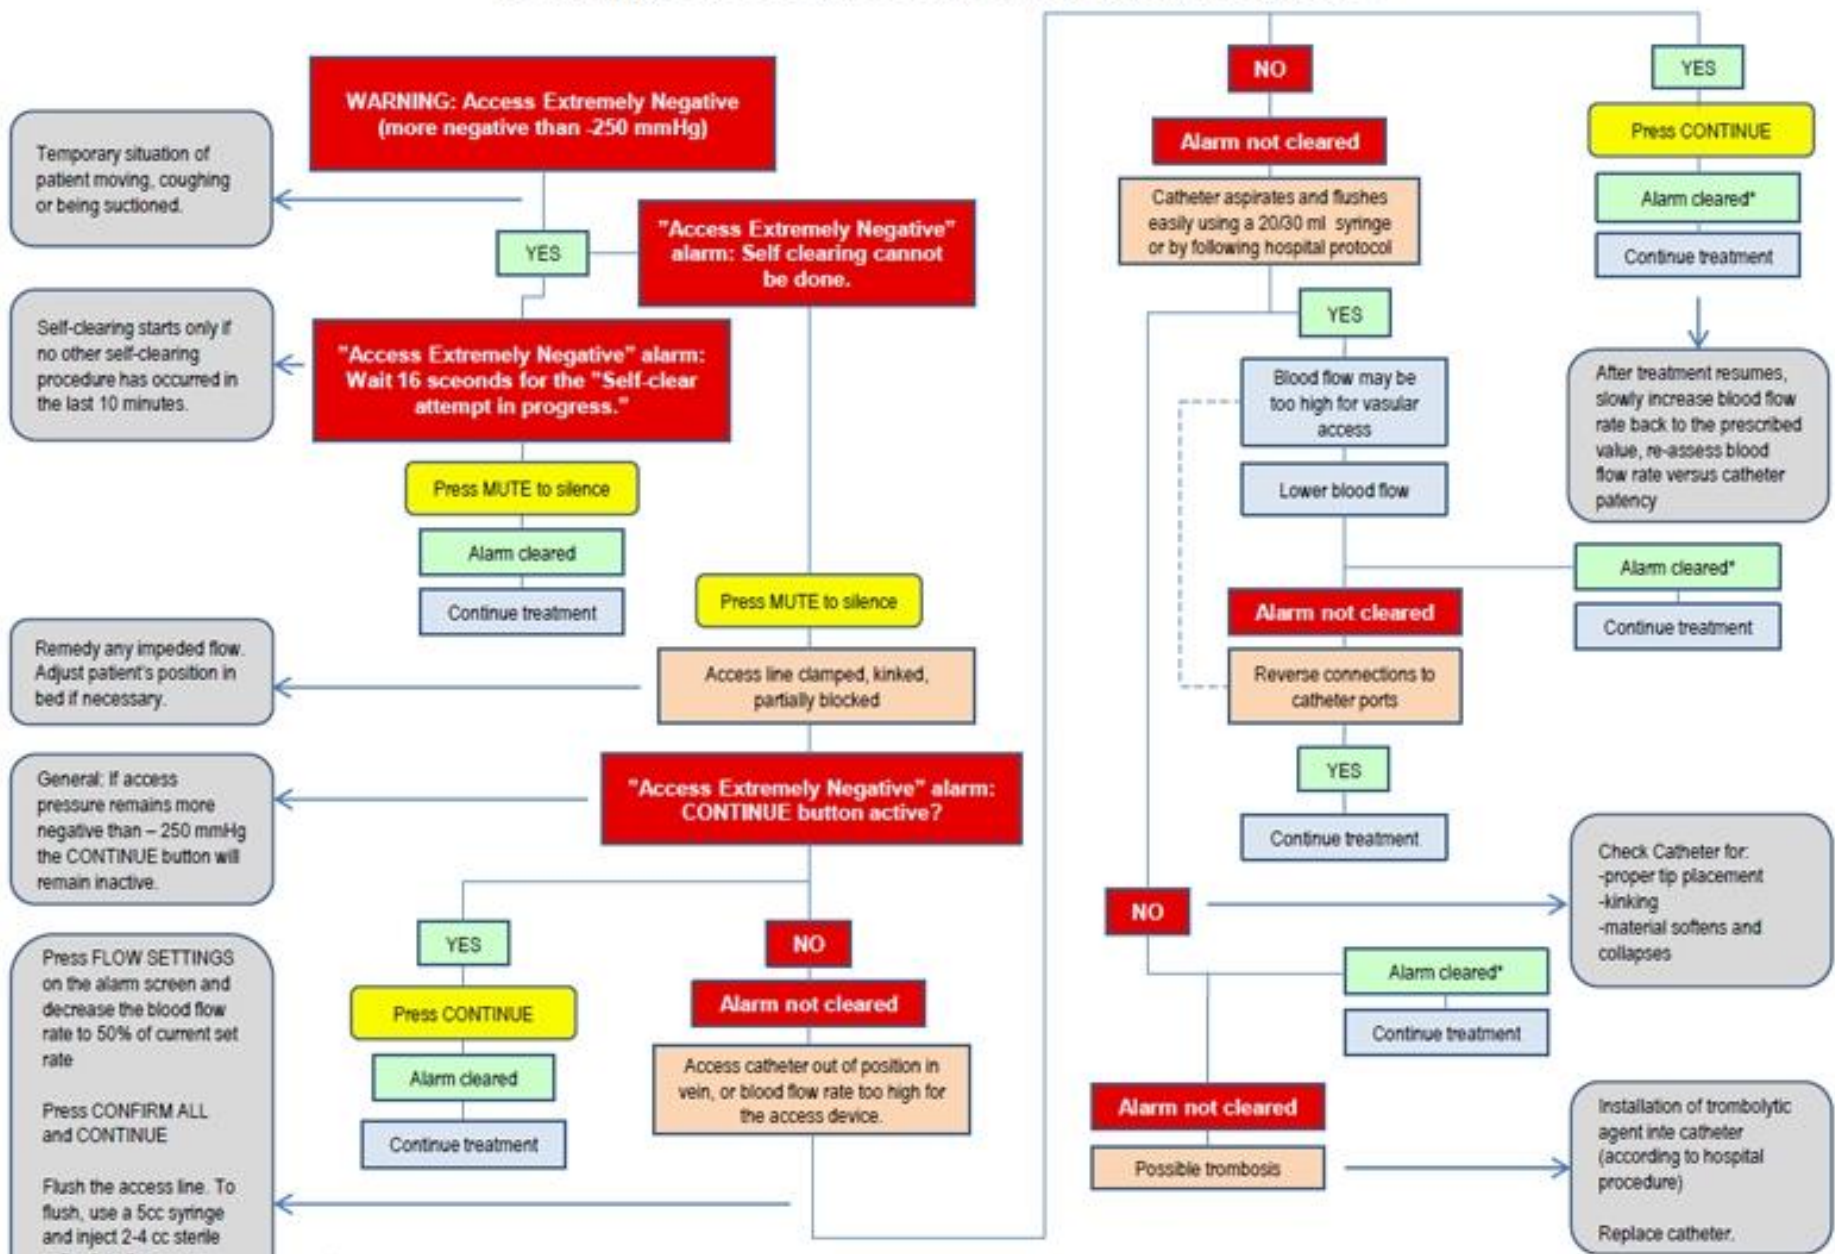 WARNING: Access Extremely Negative
(more negative than -250 mmHg)
Temporary situation of
patient moving, coughing
or being suctioned.
YES
"Access Extremely Negative"
alarm: Self clearing cannot
be done.
Self-clearing starts only if
no other self-clearing
procedure has occurred in
the last 10 minutes.
"Access Extremely Negative" alarm:
Wait 16 sceonds for the "Self-clear
attempt in progress."
Press MUTE to silence
Alarm cleared
Continue treatment
Press MUTE to silence
Remedy any impeded flow.
Adjust patient's position in
bed if necessary.
Access line clamped, kinked,
partially blocked
General: If access
pressure remains more
negative than – 250 mmHg
the CONTINUE button will
remain inactive.
"Access Extremely Negative" alarm:
CONTINUE button active?
YES
Press CONTINUE
Alarm cleared
Continue treatment
NO
Alarm not cleared
Access catheter out of position in
vein, or blood flow rate too high for
the access device.
Press FLOW SETTINGS
on the alarm screen and
decrease the blood flow
rate to 50% of current set
rate
Press CONFIRM ALL
and CONTINUE
Flush the access line. To
flush, use a 5cc syringe
and inject 2-4 cc sterile
NO
Alarm not cleared
Catheter aspirates and flushes
easily using a 20/30 ml syringe
or by following hospital protocol
YES
Press CONTINUE
Alarm cleared*
Continue treatment
After treatment resumes,
slowly increase blood flow
rate back to the prescribed
value, re-assess blood
flow rate versus catheter
patency
YES
Blood flow may be
too high for vasular
access
Lower blood flow
Alarm cleared*
Continue treatment
Alarm not cleared
Reverse connections to
catheter ports
YES
Continue treatment
NO
Check Catheter for:
-proper tip placement
-kinking
-material softens and
collapses
Alarm cleared*
Continue treatment
Alarm not cleared
Possible trombosis
Installation of trombolytic
agent inte catheter
(according to hospital
procedure)
Replace catheter.